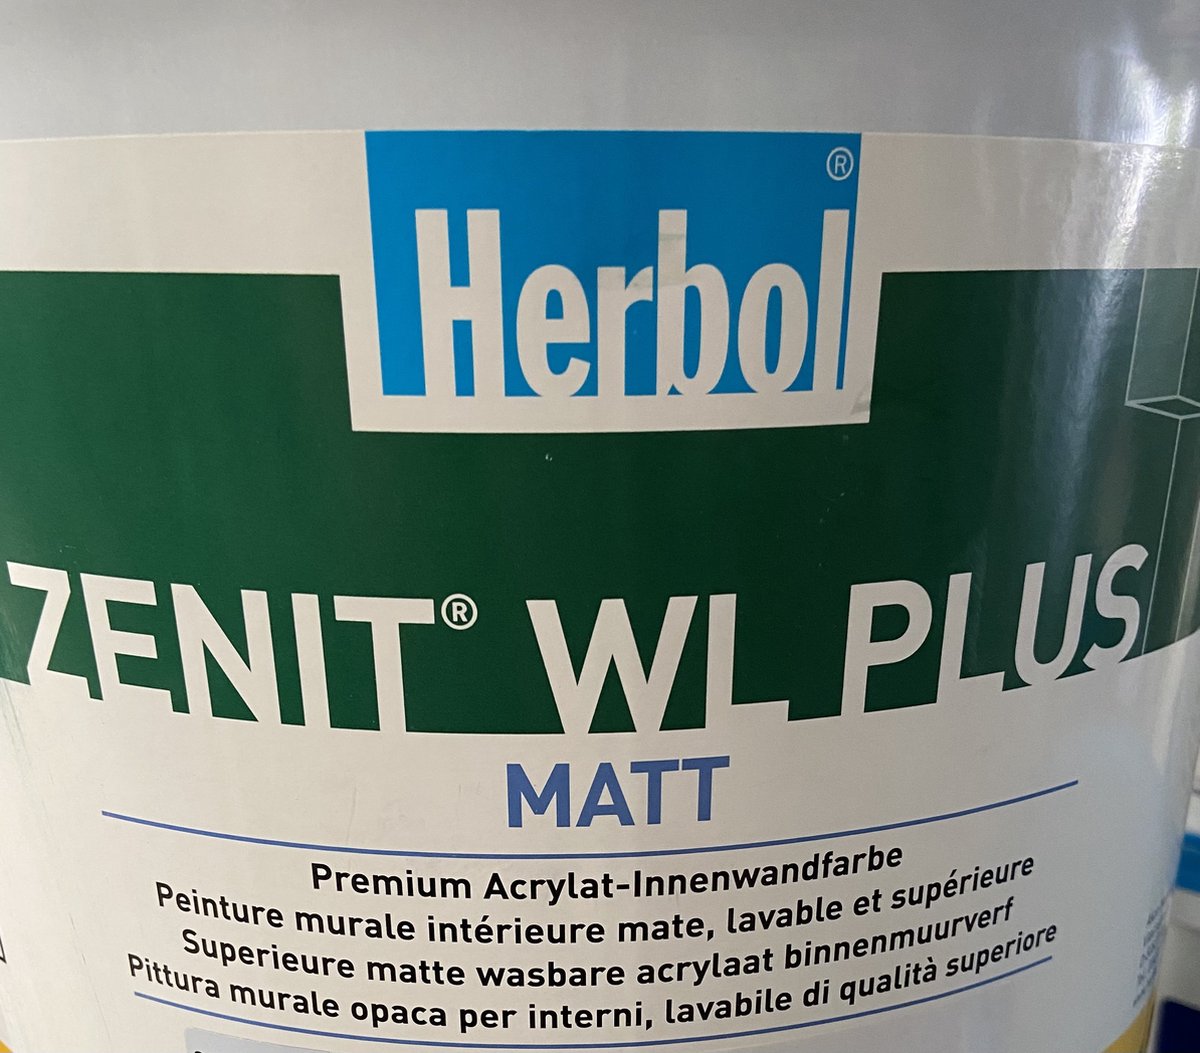 Herbol®
ZENIT® WL PLUS
MATT
Premium Acrylat-Innenwandfarbe
Peinture murale intérieure mate, lavable et supérieure
Superieure matte wasbare acrylaat binnenmuurverf
Pittura murale opaca per interni, lavabile di qualità superiore